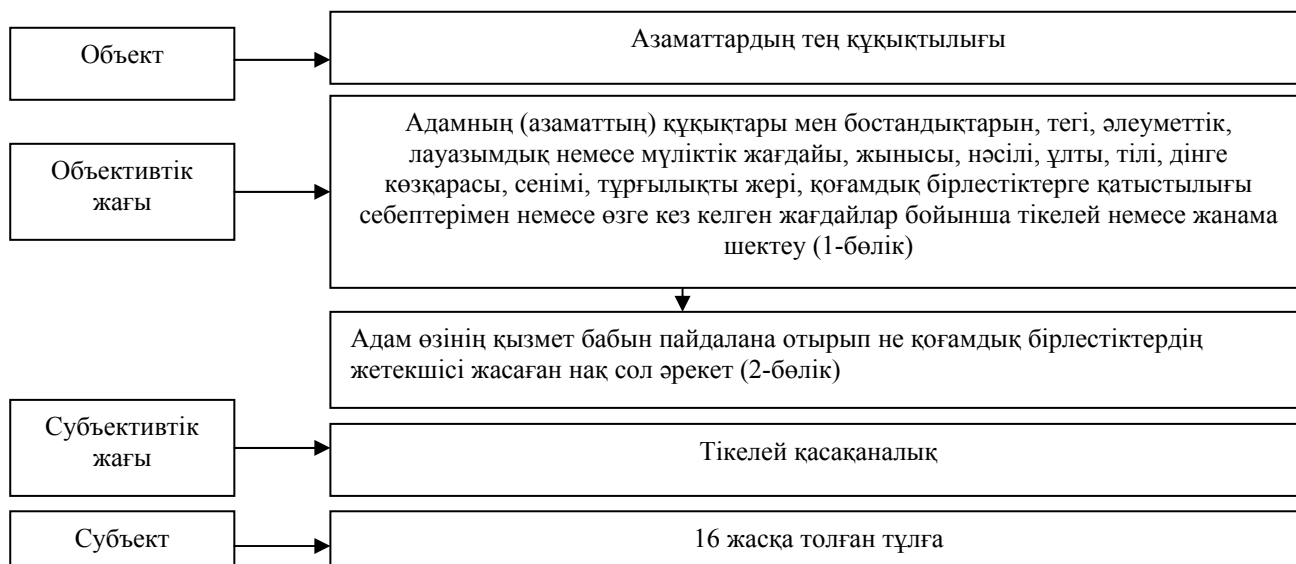 Объект
Азаматтардың тең құқықтылығы
Объективтік
жағы
Адамның (азаматтың) құқықтары мен бостандықтарын, тегі, әлеуметтік,
лауазымдық немесе мүліктік жағдайы, жынысы, нәсілі, ұлты, тілі, дінге
көзқарасы, сенімі, тұрғылықты жері, қоғамдық бірлестіктерге қатыстылығы
себептерімен немесе өзге кез келген жағдайлар бойынша тікелей немесе жанама
шектеу (1-бөлік)
Адам өзінің қызмет бабын пайдалана отырып не қоғамдық бірлестіктердің
жетекшісі жасаған нақ сол әрекет (2-бөлік)
Субъективтік
жағы
Тікелей қасақаналық
Субъект
16 жасқа толған тұлға